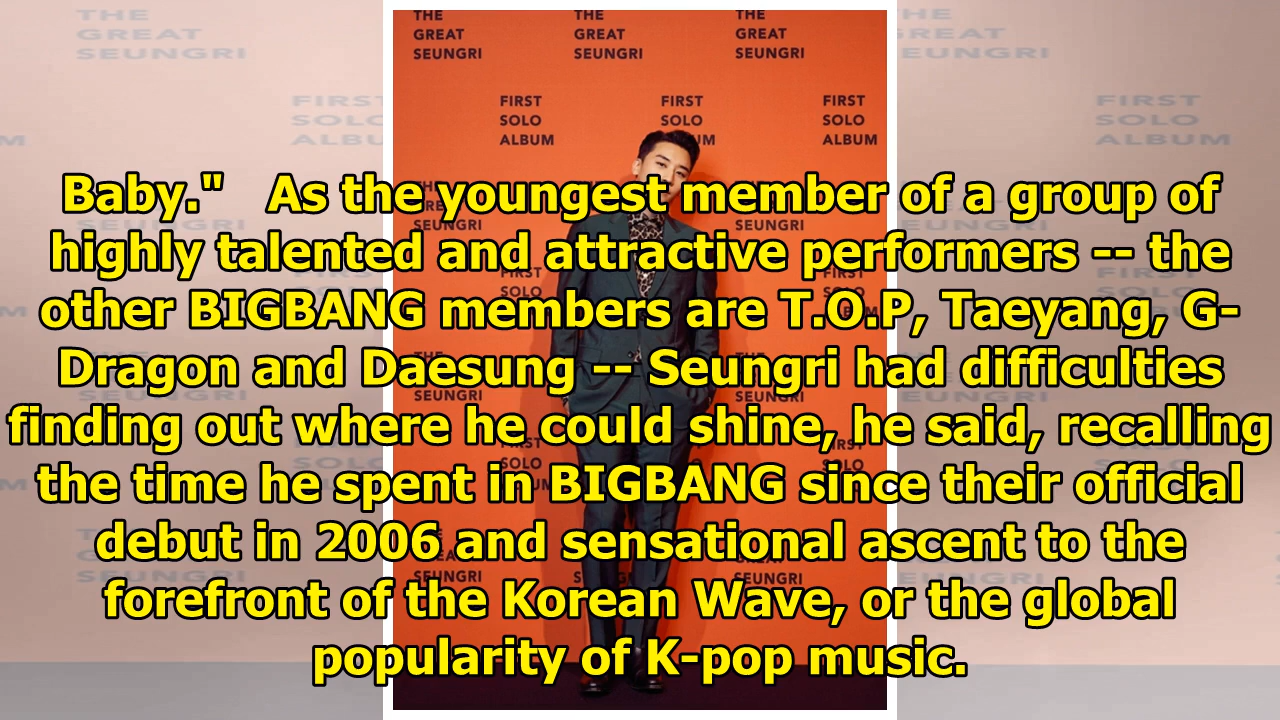 THE
GREAT
SEUNGRI
THE
GREAT
SEUNGRI
THE
GREAT
SEUNGRI
THE
GREAT
SEUNGRI
FIRST
SOLO
ALBUM
FIRST
SOLO
FIRST
SOLO
ALBUM
Baby."   As the youngest member of a group of
highly talented and attractive performers -- the
other BIGBANG members are T.O.P, Taeyang, G-
Dragon and Daesung -- Seungri had difficulties
finding out where he could shine, he said, recalling
the time he spent in BIGBANG since their official
debut in 2006 and sensational ascent to the
forefront of the Korean Wave, or the global
popularity of K-pop music.